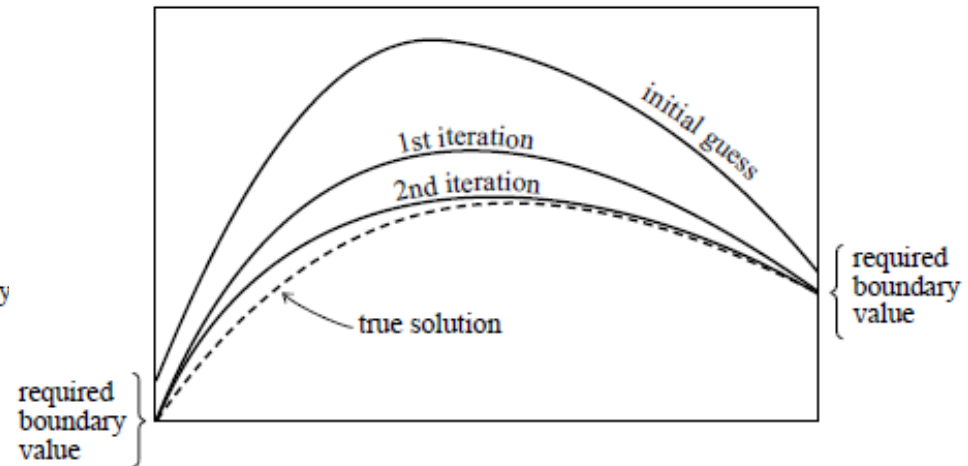 initial guess
1st iteration
2nd iteration
required
boundary
value
y
true solution
required
boundary
value